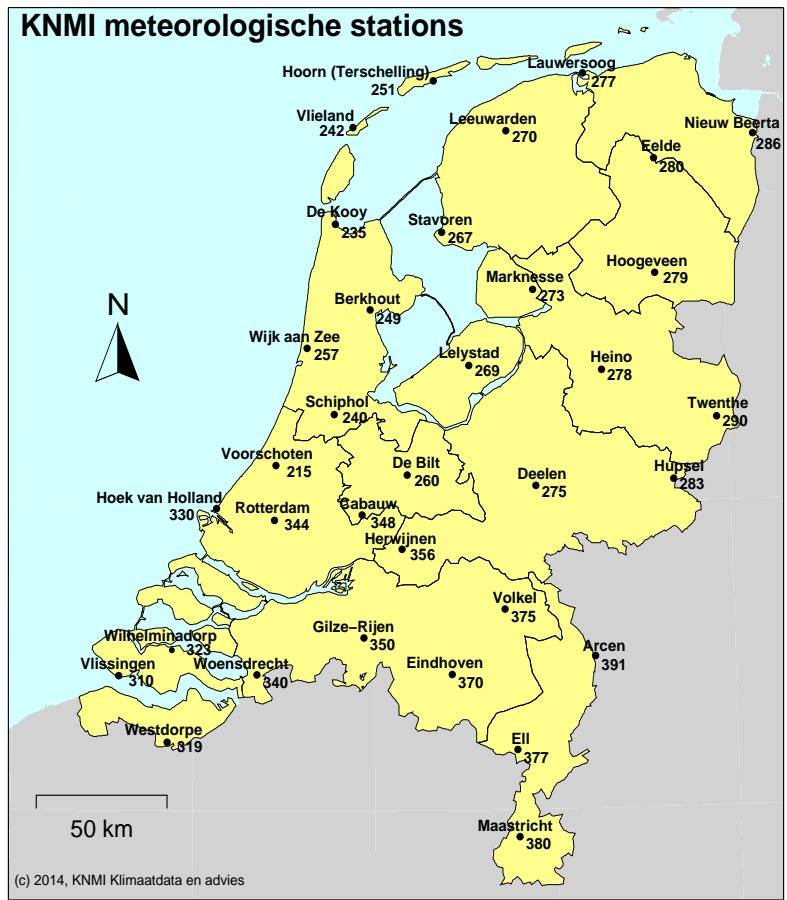 KNMI meteorologische stations
Lauwersoog
277
Hoorn (Terschelling)
251
Vlieland
242
Leeuwarden
270
Nieuw Beerta
286
Eelde
280
De Kooy
235
Stavoren
267
Hoogeveen
279
Marknesse
273
Berkhout
249
N
Wijk aan Zee
257
Lelystad
269
Heino
278
Schiphol
240
Twenthe
290
Voorschoten
215
De Bilt
260
Deelen
275
Hupsel
283
Hoek van Holland
330
Rotterdam
344
Cabauw
348
Herwijnen
356
Volkel
375
Gilze–Rijen
350
Wilhelminadorp
323
Arcen
391
Vlissingen
310
Woensdrecht
340
Eindhoven
370
Westdorpe
319
Ell
377
50 km
Maastricht
380
(c) 2014, KNMI Klimaatdata en advies